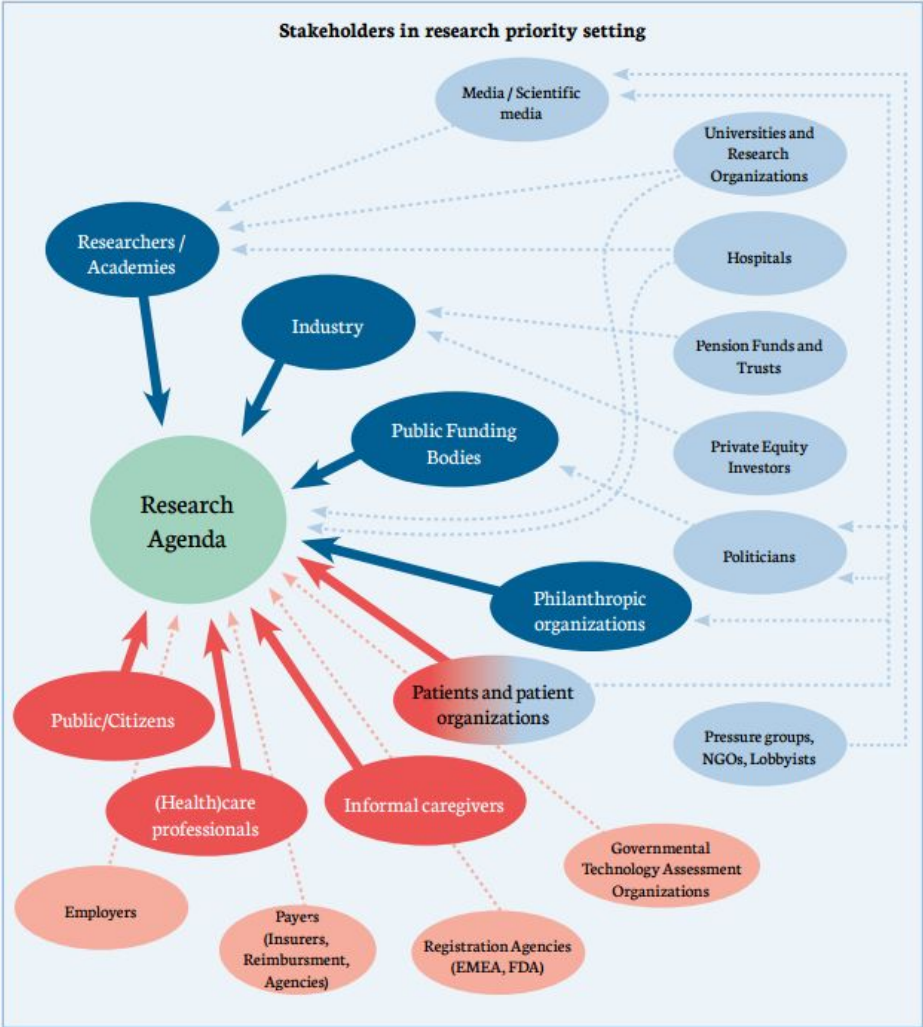 Stakeholders in research priority setting
Media / Scientific
media
Universities and
Research
Organizations
Researchers /
Academies
Hospitals
Industry
Pension Funds and
Trusts
Public Funding
Bodies
Private Equity
Investors
Research
Agenda
Politicians
Philanthropic
organizations
Patients and patient
organizations
Public/Citizens
Pressure groups,
NGOs, Lobbyists
(Health)care
professionals
Informal caregivers
Governmental
Technology Assessment
Organizations
Employers
Payers
(Insurers,
Reimbursment,
Agencies)
Registration Agencies
(EMEA, FDA)